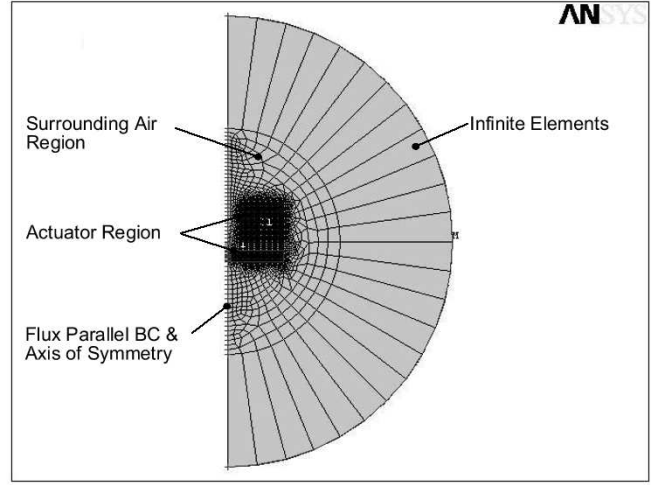 ANSYS
Surrounding Air
Region
Infinite Elements
Actuator Region
Flux Parallel BC &
Axis of Symmetry